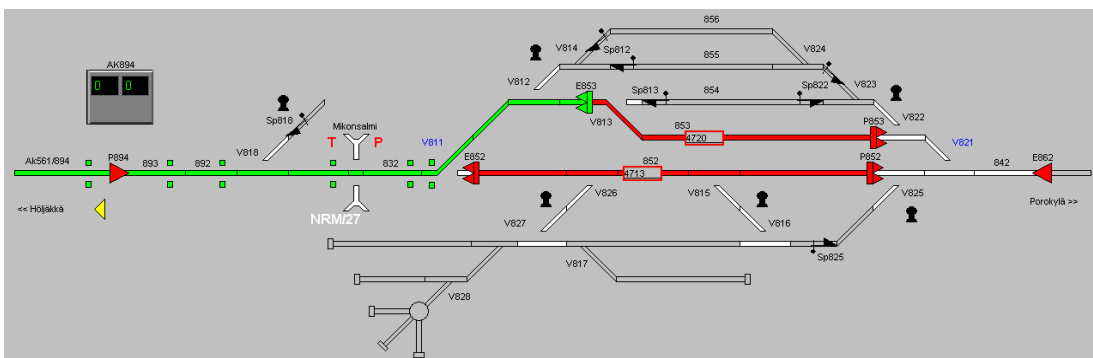 856
V814
Sp812
V824
855
AK894
0 0
V812
E853
Sp813
854
Sp822
V823
Sp818
Mikonsalmi
T P
V811
V813
853
4720
P853
V822
V821
V818
Ak561/894
P894
893
892
832
E852
852
4713
P852
842
E862
<< Höljäkkä
NRM/27
V826
V815
V825
Porokylä >>
V827
V816
V817
Sp825
V828